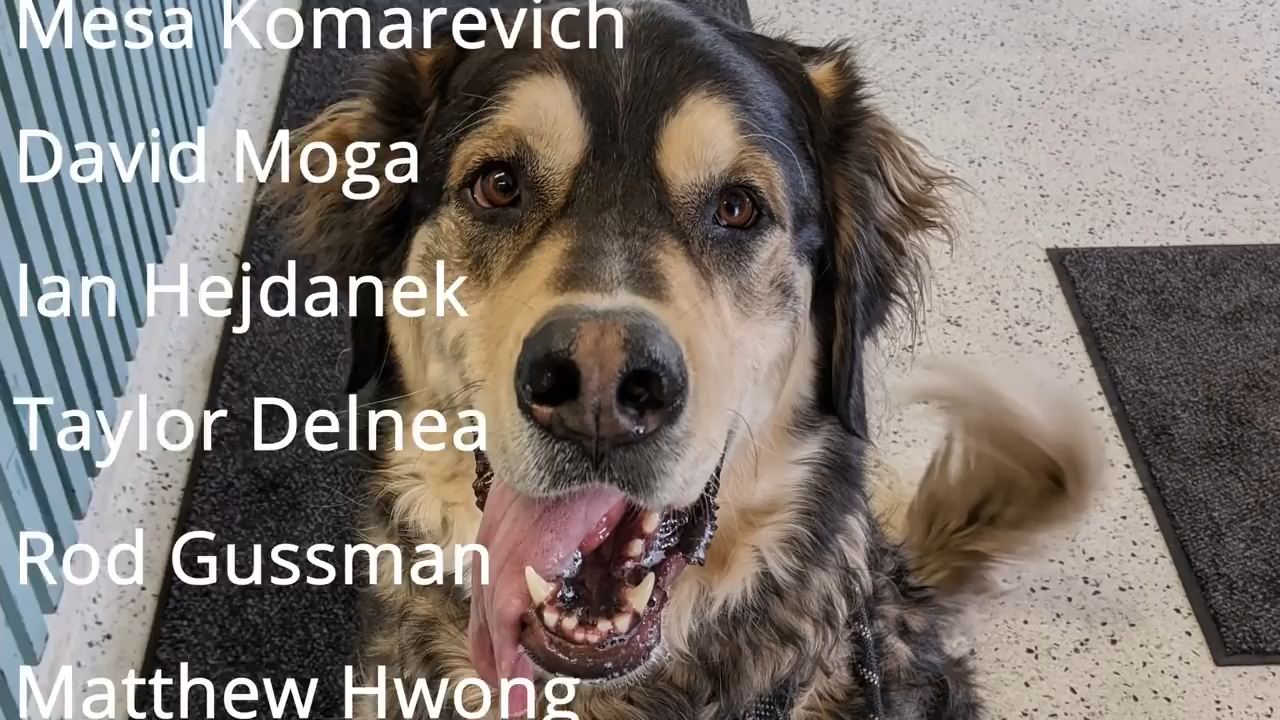 Mesa Komarevich
David Moga
Ian Hejdanek
Taylor Delnea
Rod Gussman
Matthew Hwong